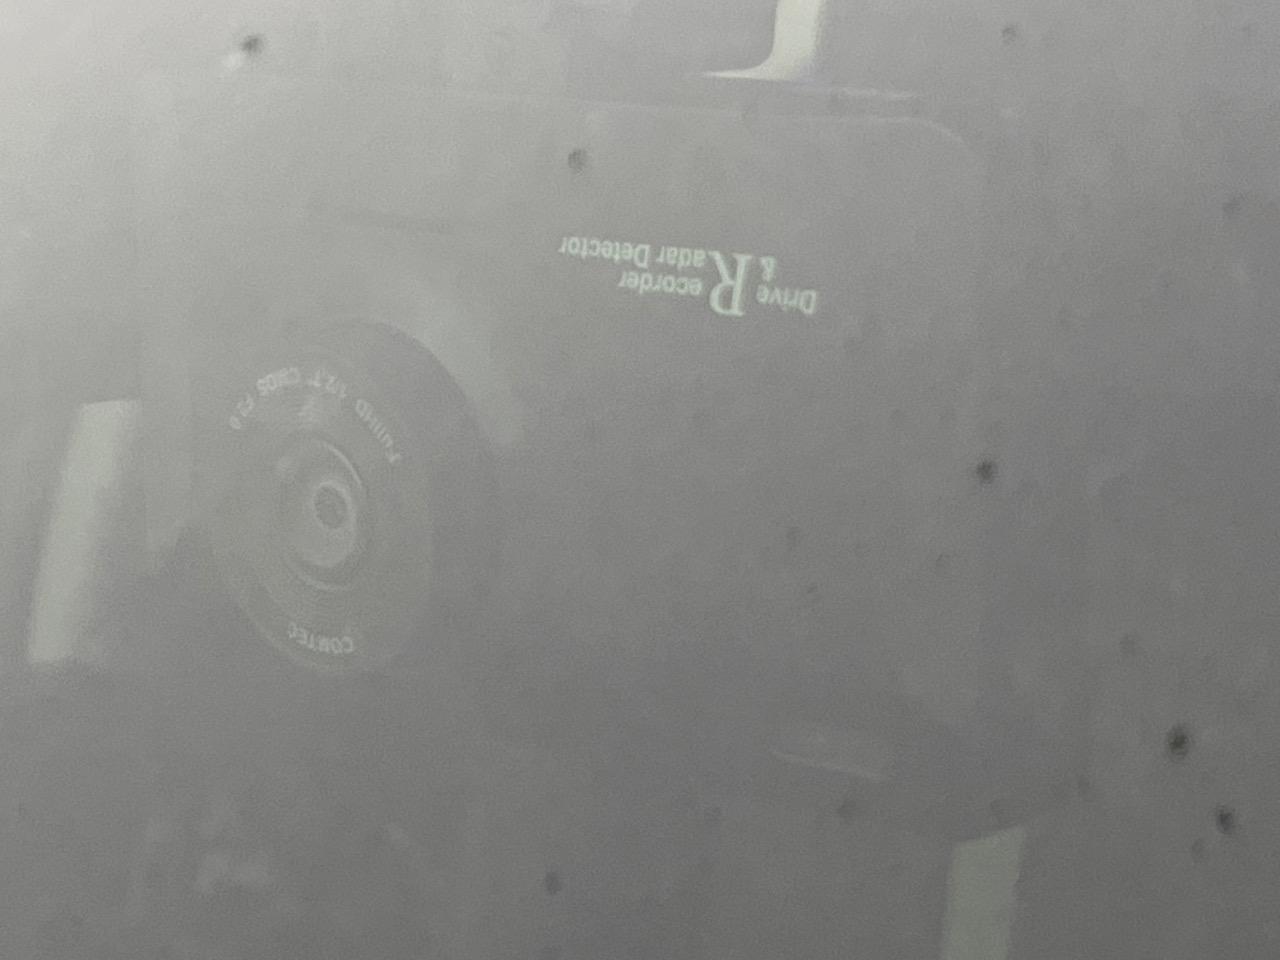 Drive Recorder
& Radar Detector
FullHD 1/2.7" CMOS F2.0
COMTEC